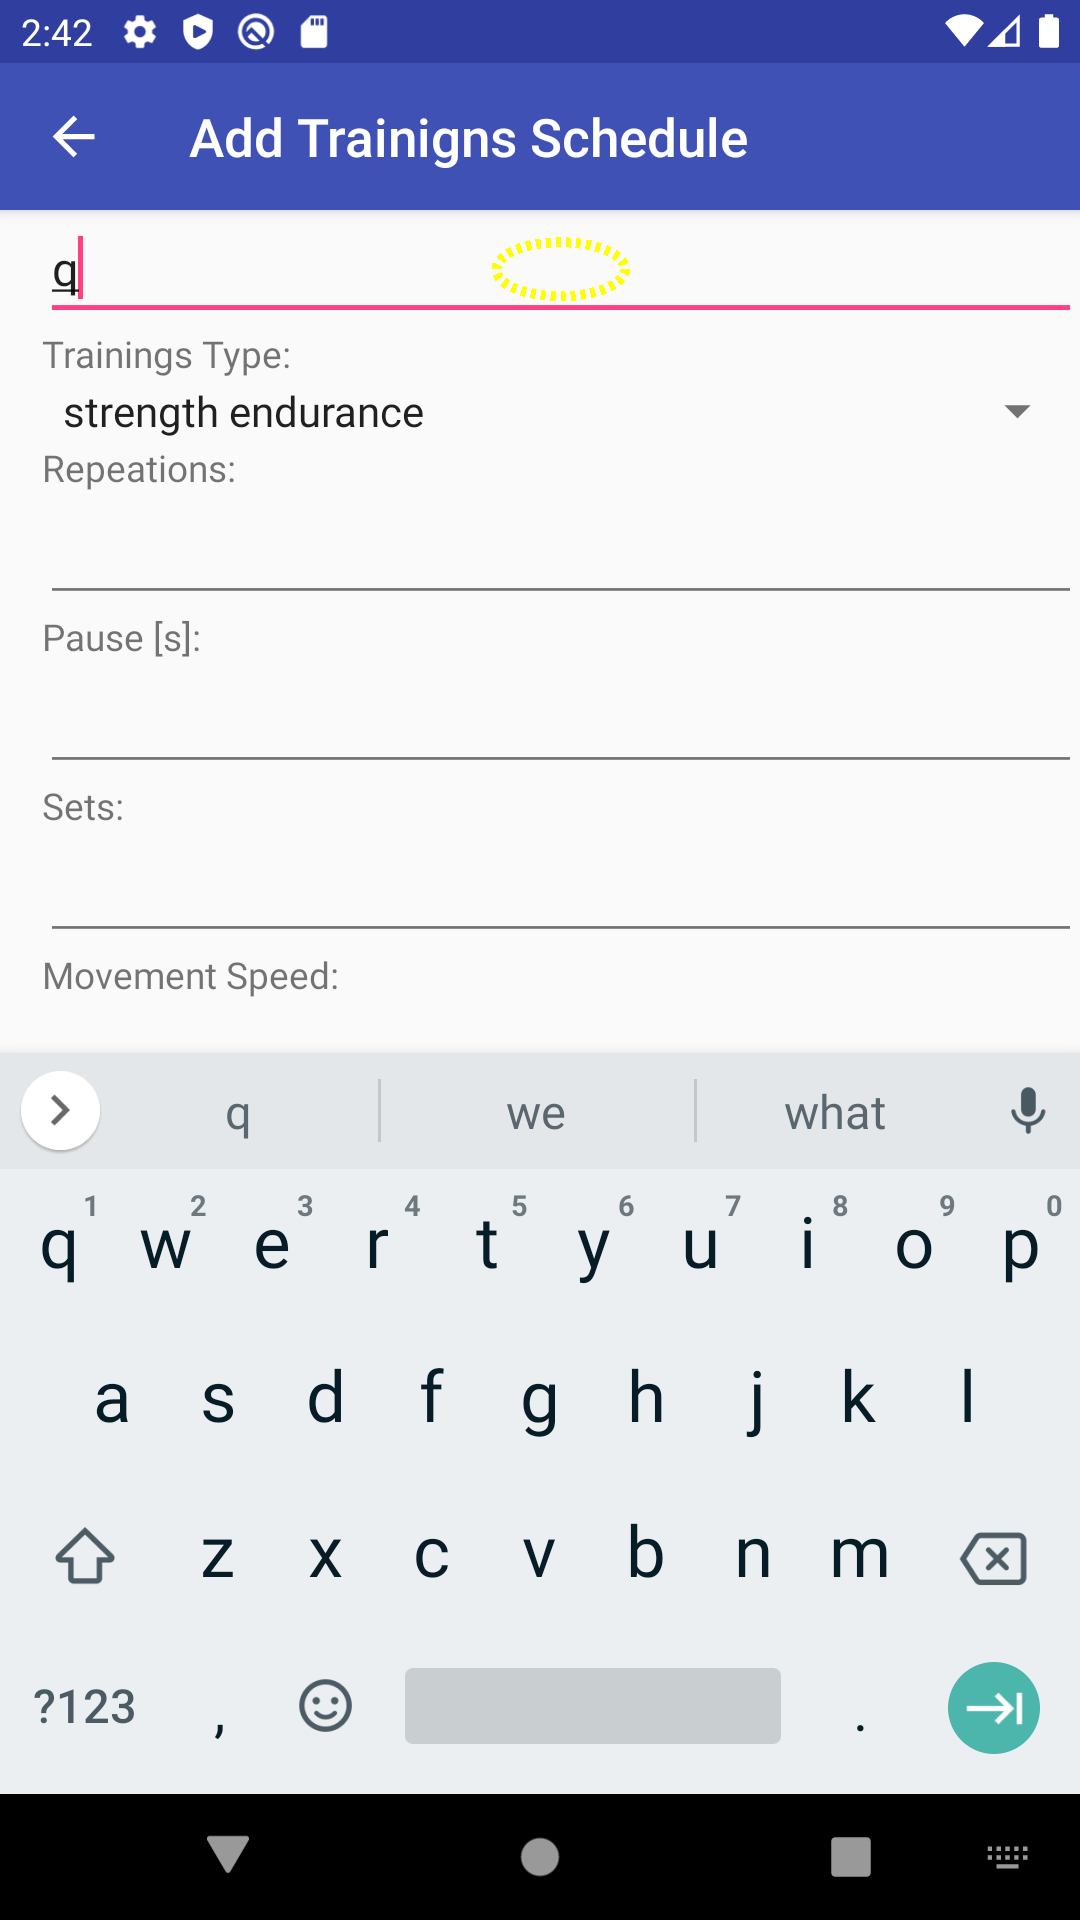 2:42
Add Trainigns Schedule
q
Trainings Type:
strength endurance
Repeations:
Pause [s]:
Sets:
Movement Speed:
q we what
1 2 3 4 5 6 7 8 9 0
q w e r t y u i o p
a s d f g h j k l
z x c v b n m
?123 , .